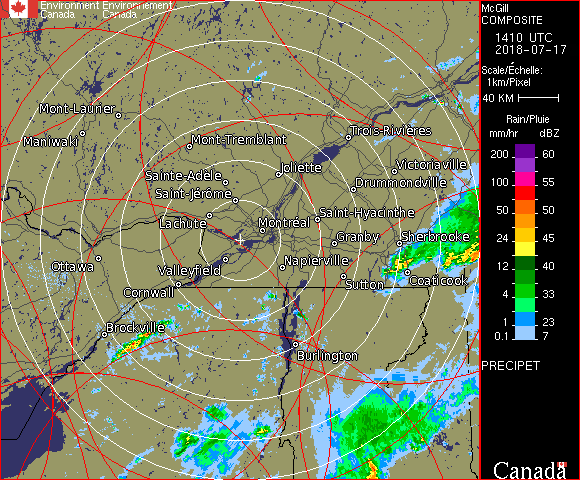 Environment Environnement
Canada Canada
McGill
COMPOSITE
1410 UTC
2018-07-17
Scale/Échelle:
1km/Pixel
40 KM
Rain/Pluie
mm/hr dBZ
200 60
100 55
50 50
24 45
12 40
4 33
1 23
0.1 7
PRECIPET
Canada
Mont-Laurier
Maniwaki
Mont-Tremblant
Trois-Rivières
Sainte-Adèle
Joliette
Victoriaville
Saint-Jérôme
Drummondville
Lachute
Montréal
Saint-Hyacinthe
Granby
Sherbrooke
Ottawa
Valleyfield
Napierville
Cornwall
Sutton
Coaticook
Brockville
Burlington